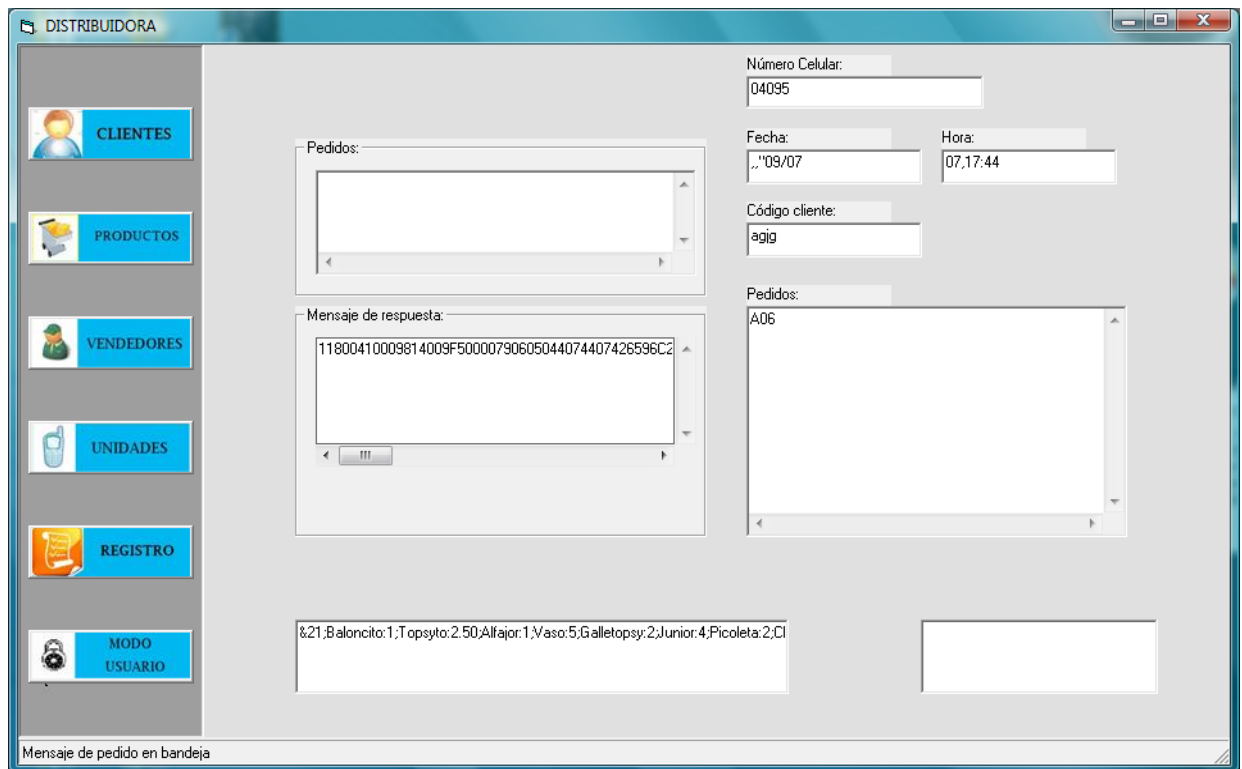 DISTRIBUIDORA
CLIENTES
PRODUCTOS
VENDEDORES
UNIDADES
REGISTRO
MODO
USUARIO
Pedidos:
Mensaje de respuesta:
11800410009814009F50000790605044074407426596C2
&21;Baloncito:1;Topsyto:2.50;Alfajor:1;Vaso:5;Galletopsy:2;Junior:4;Picoleta:2;Cl
Número Celular:
04095
Fecha:
,,"09/07
Hora:
07,17:44
Código cliente:
agjg
Pedidos:
A06
Mensaje de pedido en bandeja